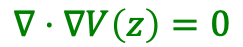 ∇ · ∇V(z) = 0